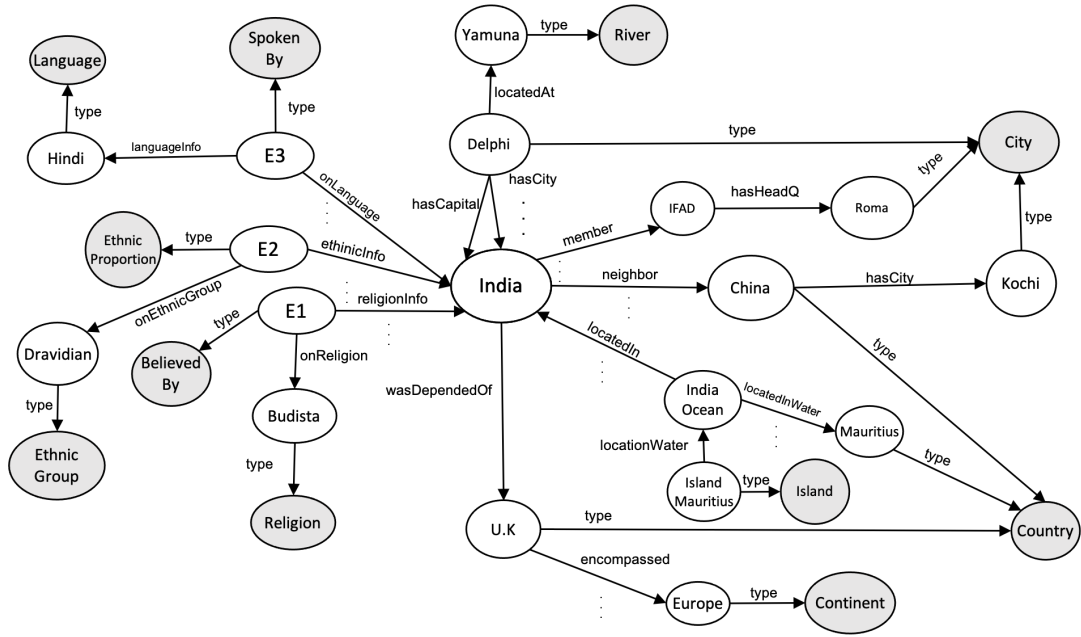 Yamuna
type
River
Language
Spoken
By
locatedAt
type
type
Hindi
languageInfo
E3
Delphi
type
City
onLanguage
hasCapital
hasCity
type
IFAD
hasHeadQ
Roma
type
Ethnic
Proportion
type
E2
ethinicInfo
member
India
neighbor
China
hasCity
Kochi
onEthnicGroup
E1
religionInfo
type
Dravidian
Believed
By
onReligion
locatedIn
type
wasDependedOf
type
Budista
India
Ocean
locatedInWater
Mauritius
locationWater
type
Ethnic
Group
type
Island
Mauritius
type
Island
Religion
U.K
type
Country
encompassed
Europe
type
Continent